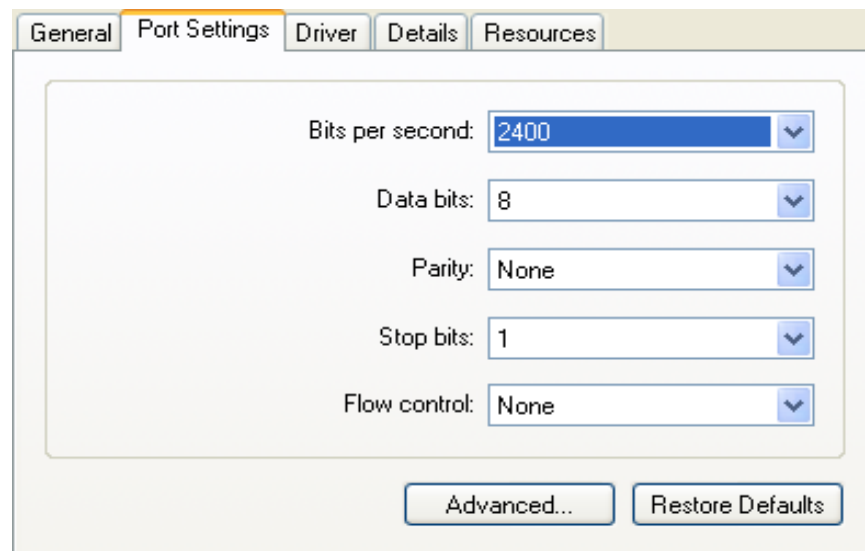 General Port Settings Driver Details Resources
Bits per second: 2400
Data bits: 8
Parity: None
Stop bits: 1
Flow control: None
Advanced... Restore Defaults